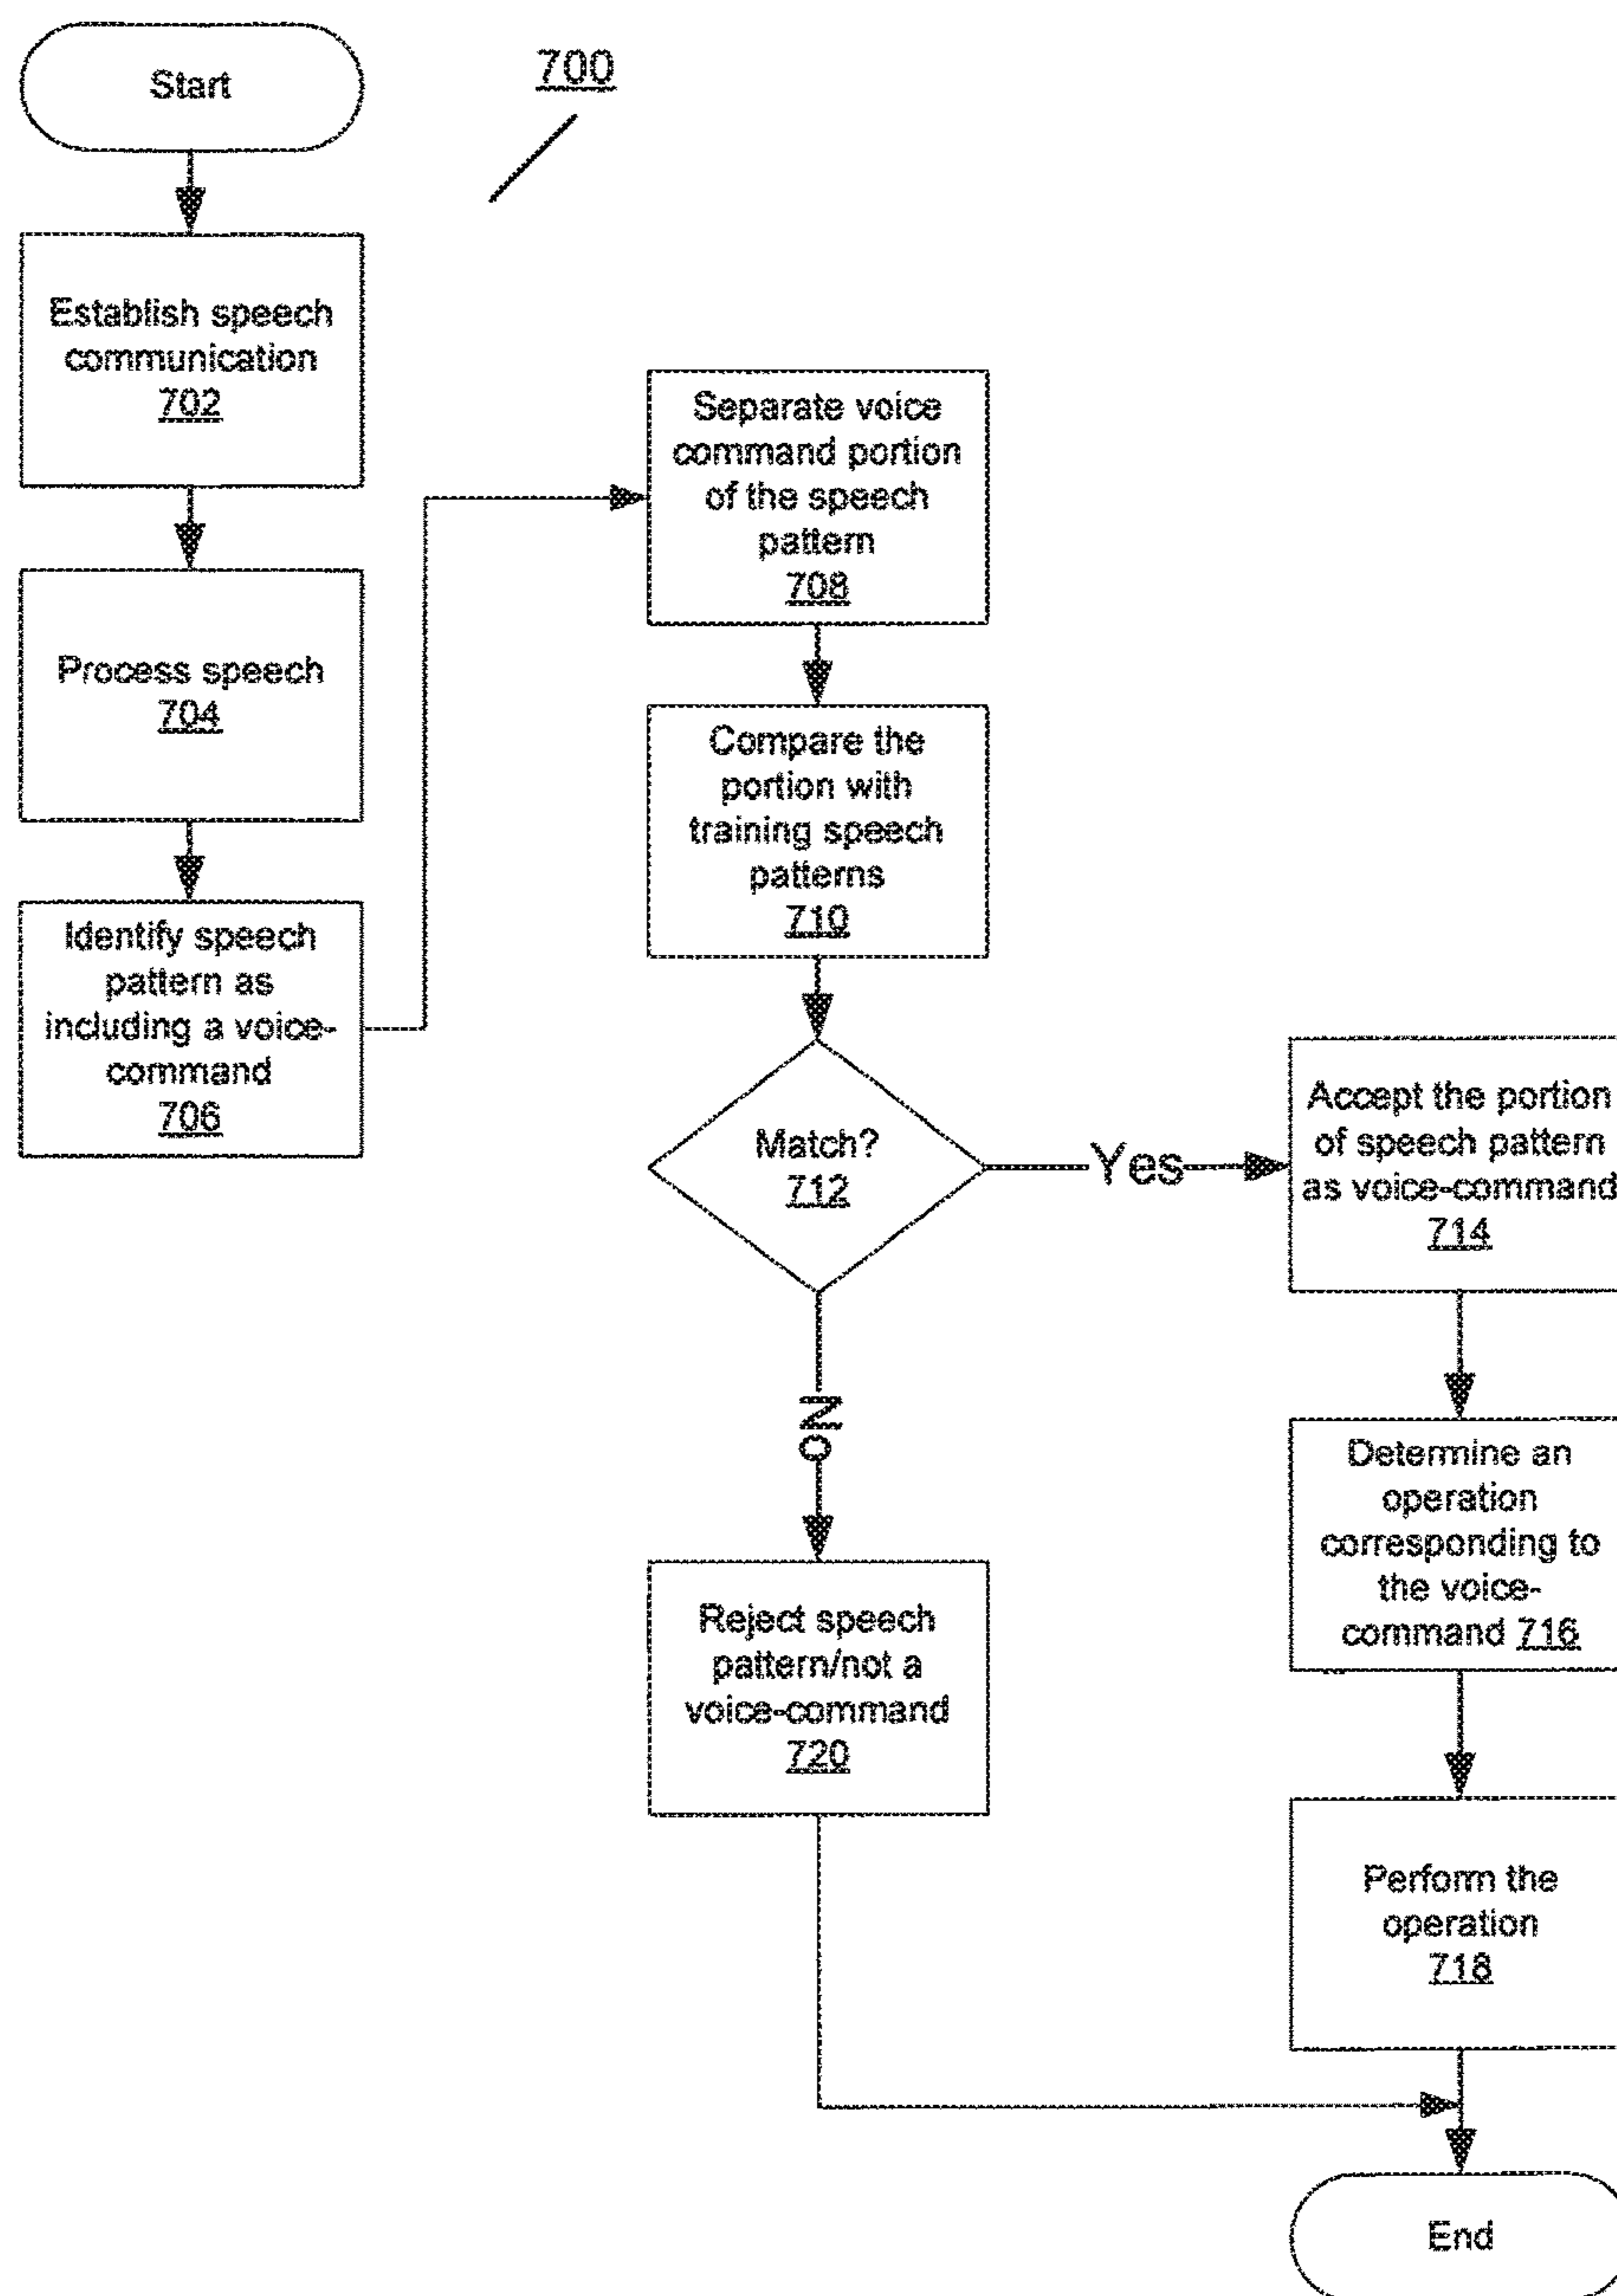 Start
700
Establish speech
communication
702
Process speech
704
Identify speech
pattern as
including a voice-
command
706
Separate voice
command portion
of the speech
pattern
708
Compare the
portion with
training speech
patterns
710
Match?
712
Yes
No
Accept the portion
of speech pattern
as voice-command
714
Determine an
operation
corresponding to
the voice-
command 716
Perform the
operation
718
Reject speech
pattern/not a
voice-command
720
End